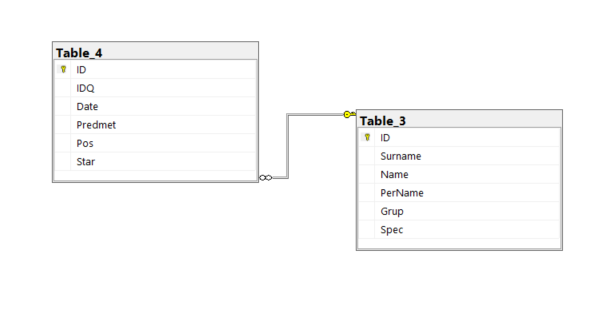 Table_4
ID
IDQ
Date
Predmet
Pos
Star
Table_3
ID
Surname
Name
PerName
Grup
Spec